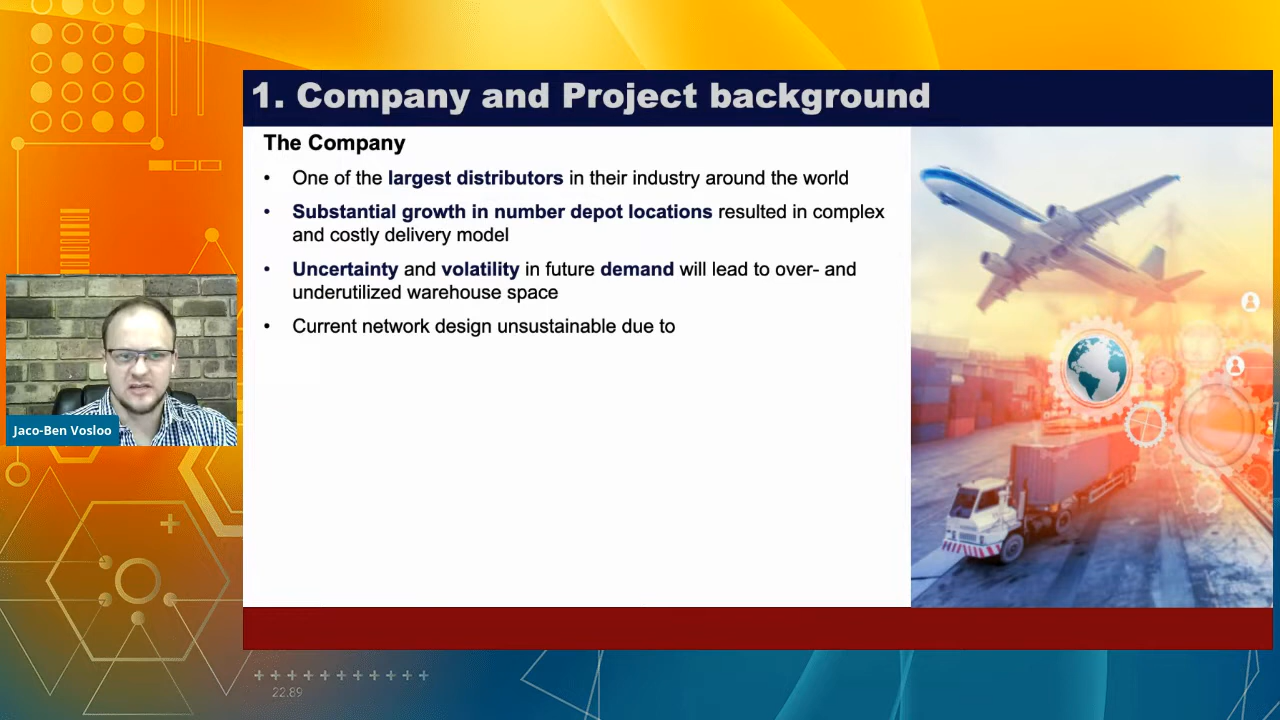 1. Company and Project background
The Company
• One of the largest distributors in their industry around the world
• Substantial growth in number depot locations resulted in complex
and costly delivery model
• Uncertainty and volatility in future demand will lead to over- and
underutilized warehouse space
• Current network design unsustainable due to
Jaco-Ben Vosloo
22.89